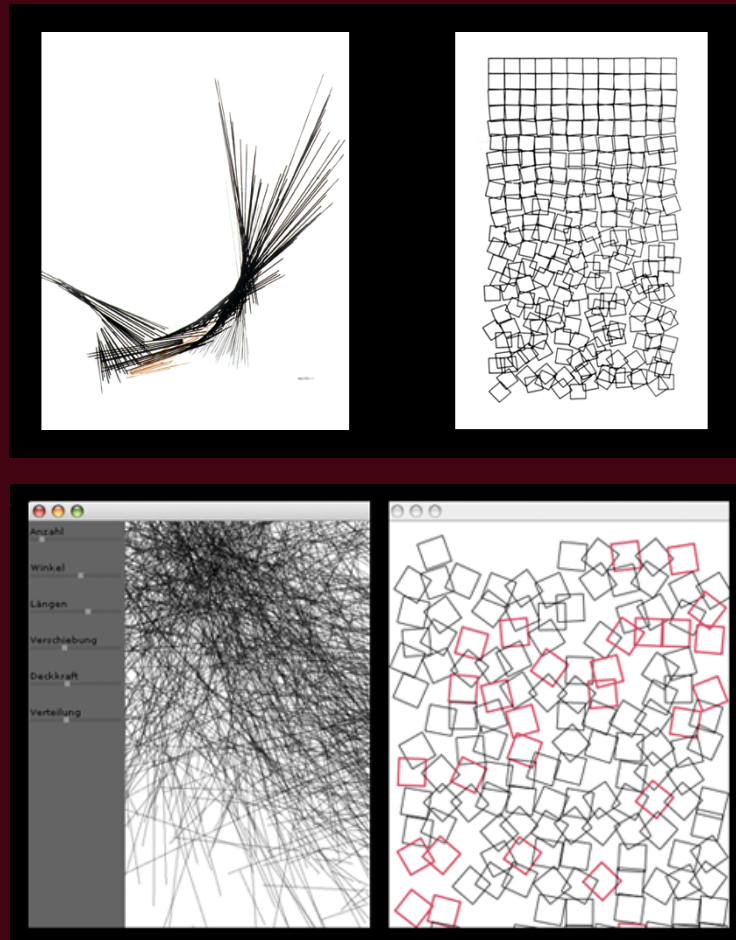 Anzahl
Winkel
Längen
Verschiebung
Deckkraft
Verteilung